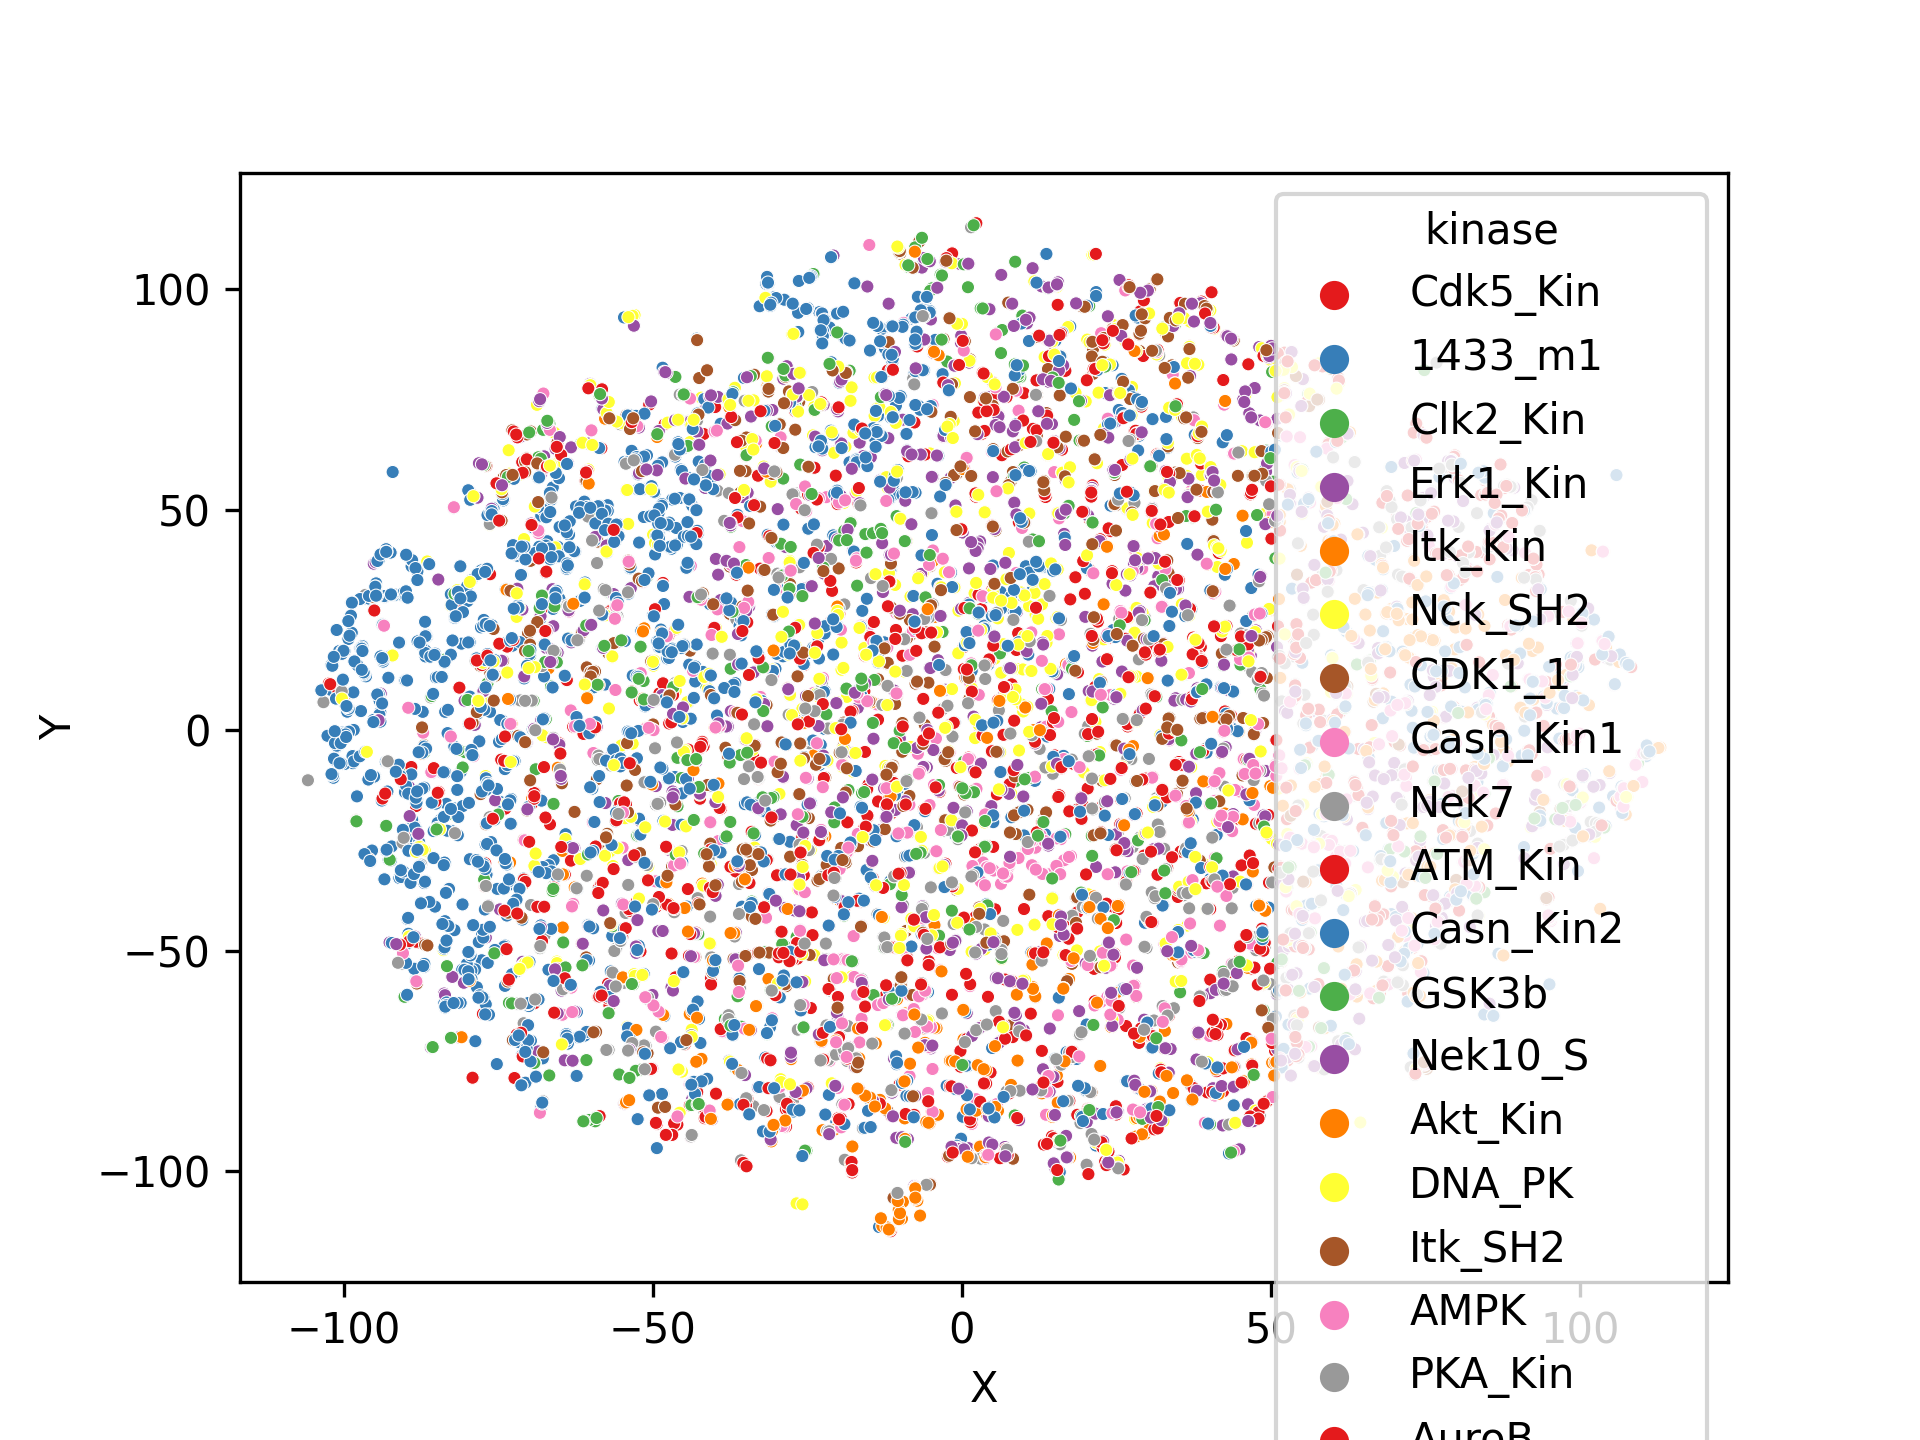 kinase
Cdk5_Kin
1433_m1
Clk2_Kin
Erk1_Kin
Itk_Kin
Nck_SH2
CDK1_1
Casn_Kin1
Nek7
ATM_Kin
Casn_Kin2
GSK3b
Nek10_S
Akt_Kin
DNA_PK
Itk_SH2
AMPK
PKA_Kin
AuroB
100
50
0
−50
−100
Y
−100 −50 0 50 100
X